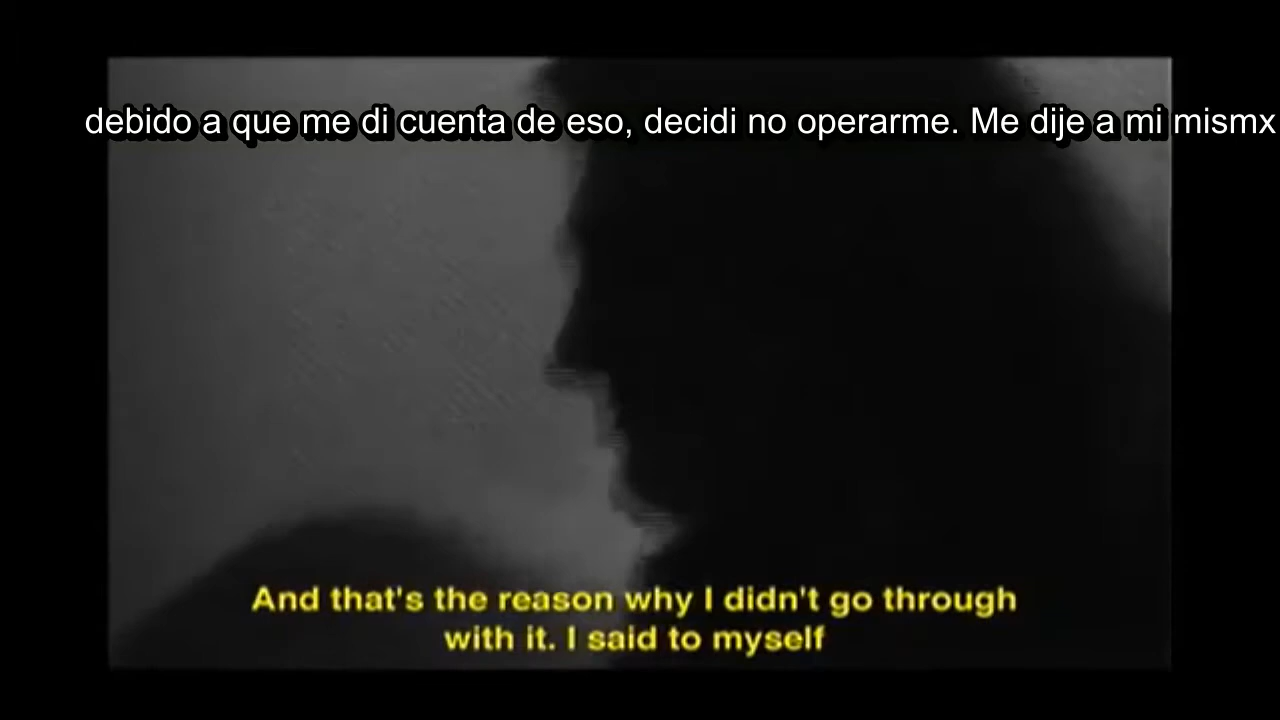 debido a que me di cuenta de eso, decidi no operarme. Me dije a mi mismx
And that's the reason why I didn't go through
with it. I said to myself